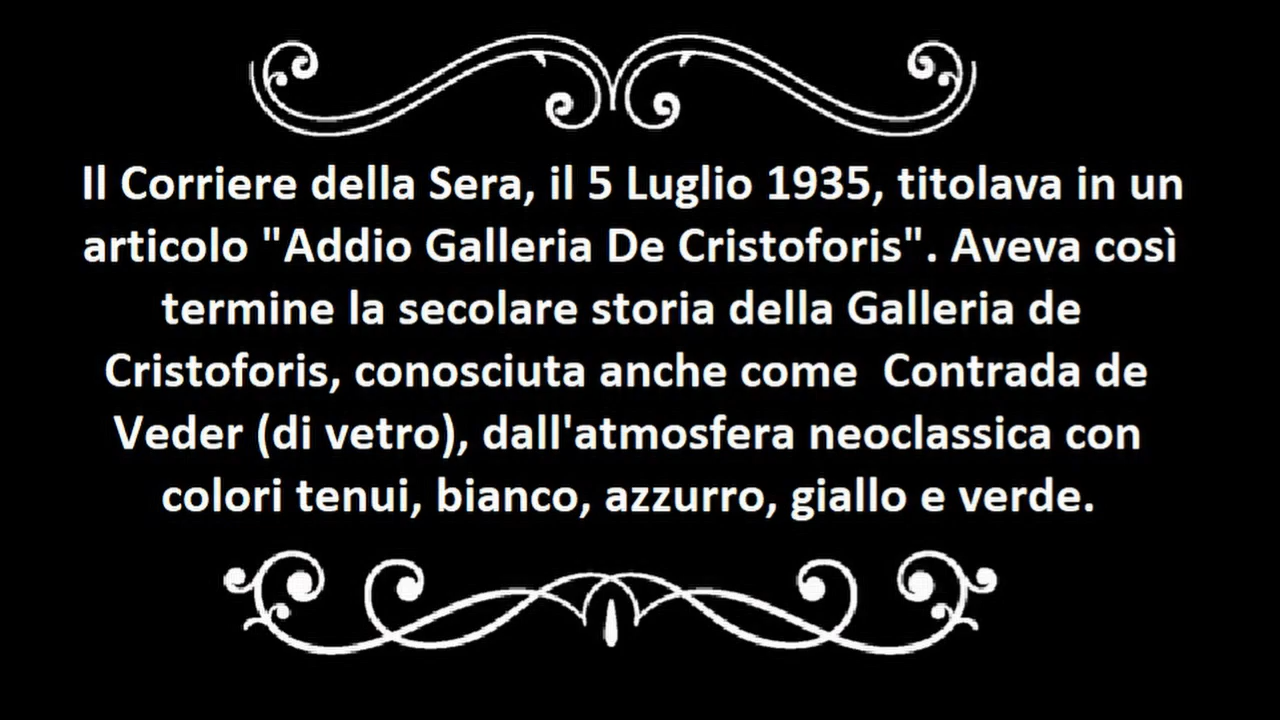 Il Corriere della Sera, il 5 Luglio 1935, titolava in un
articolo "Addio Galleria De Cristoforis". Aveva così
termine la secolare storia della Galleria de
Cristoforis, conosciuta anche come  Contrada de
Veder (di vetro), dall'atmosfera neoclassica con
colori tenui, bianco, azzurro, giallo e verde.